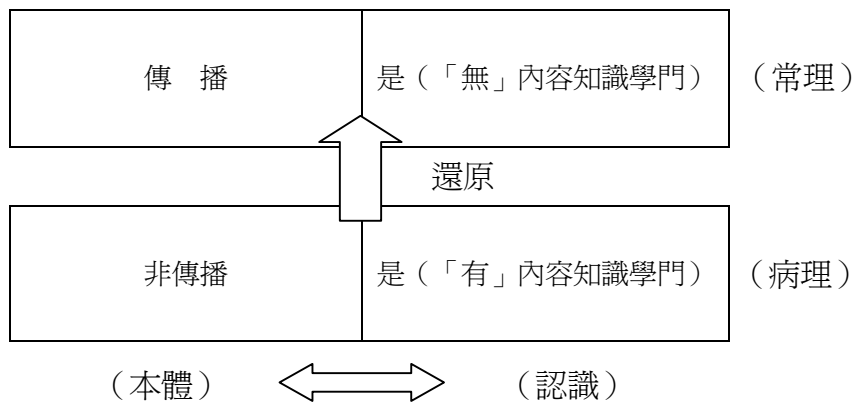 傳　播　是（「無」內容知識學門）（常理）
還原
非傳播　是（「有」內容知識學門）（病理）
（本體）　（認識）